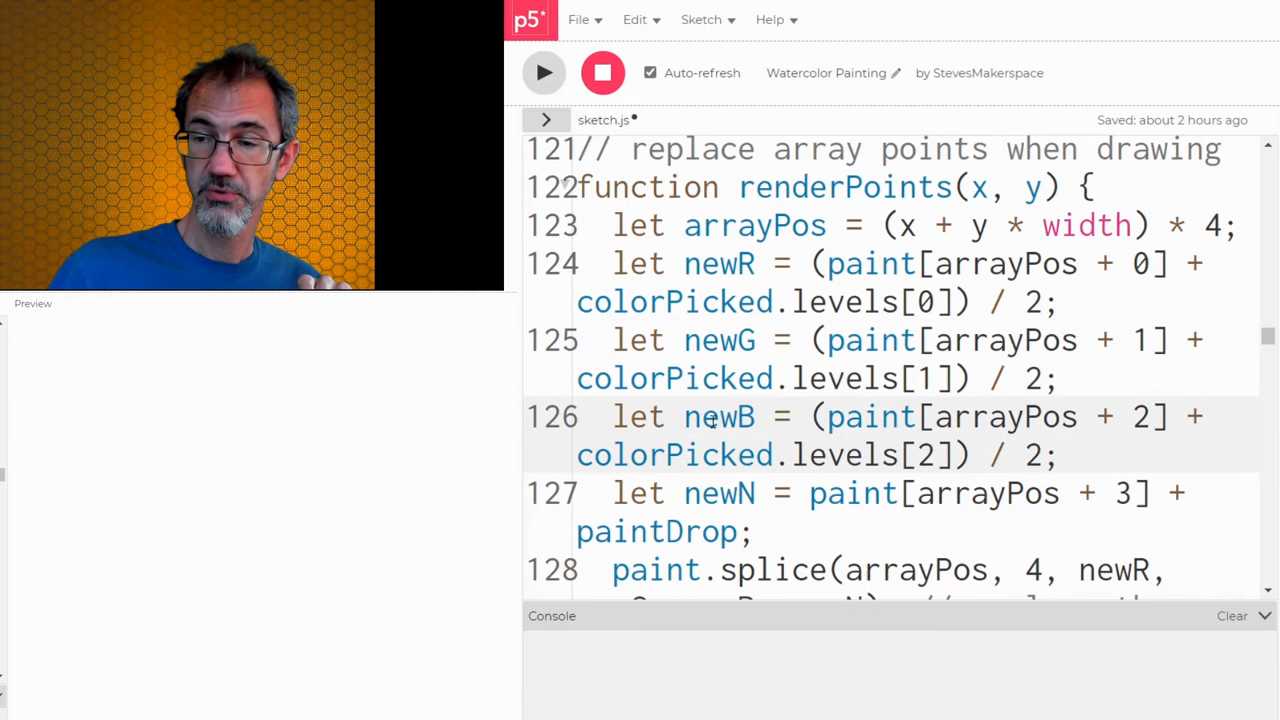 p5*
File Edit Sketch Help
Auto-refresh Watercolor Painting by StevesMakerspace
sketch.js Saved: about 2 hours ago
Preview
121 // replace array points when drawing
122 function renderPoints(x, y) {
123 let arrayPos = (x + y * width) * 4;
124 let newR = (paint[arrayPos + 0] +
colorPicked.levels[0]) / 2;
125 let newG = (paint[arrayPos + 1] +
colorPicked.levels[1]) / 2;
126 let newB = (paint[arrayPos + 2] +
colorPicked.levels[2]) / 2;
127 let newN = paint[arrayPos + 3] +
paintDrop;
128 paint.splice(arrayPos, 4, newR,
Console Clear